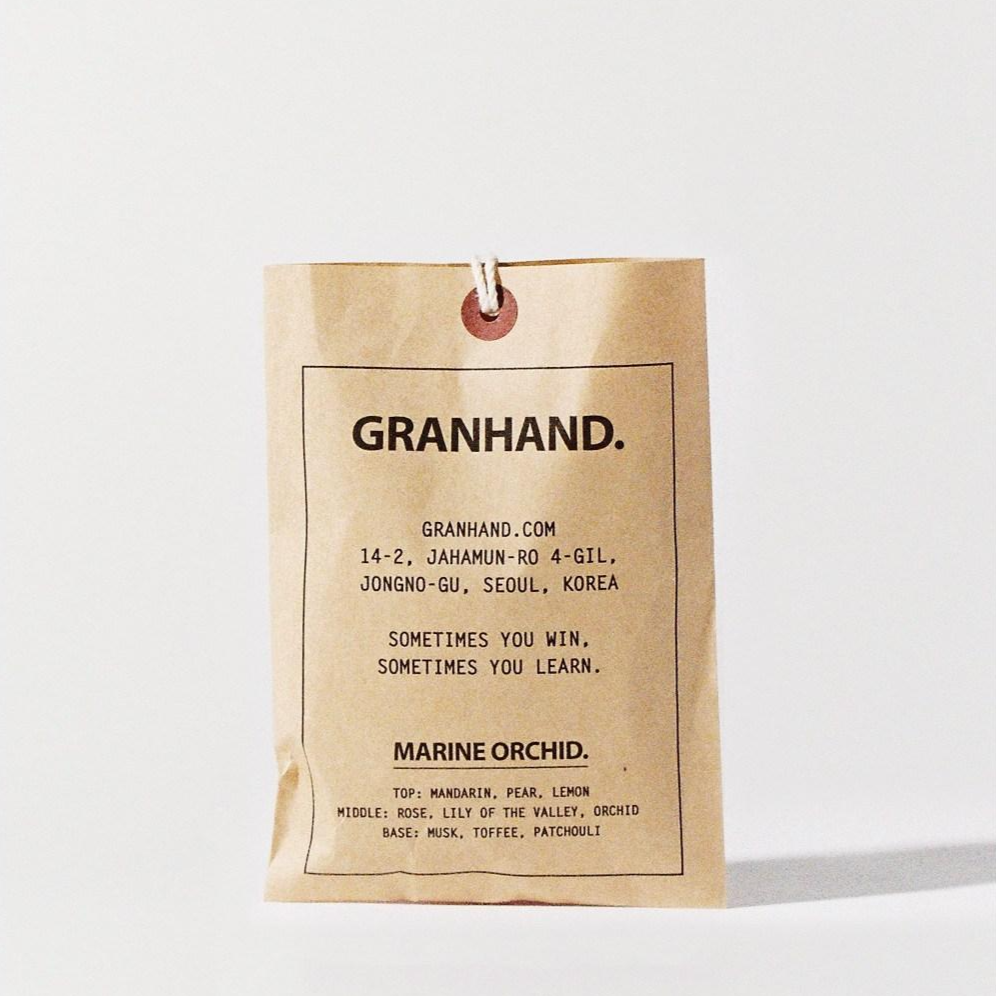 GRANHAND.
GRANHAND.COM
14-2, JAHAMUN-RO 4-GIL,
JONGNO-GU, SEOUL, KOREA
SOMETIMES YOU WIN,
SOMETIMES YOU LEARN.
MARINE ORCHID.
TOP: MANDARIN, PEAR, LEMON
MIDDLE: ROSE, LILY OF THE VALLEY, ORCHID
BASE: MUSK, TOFFEE, PATCHOULI